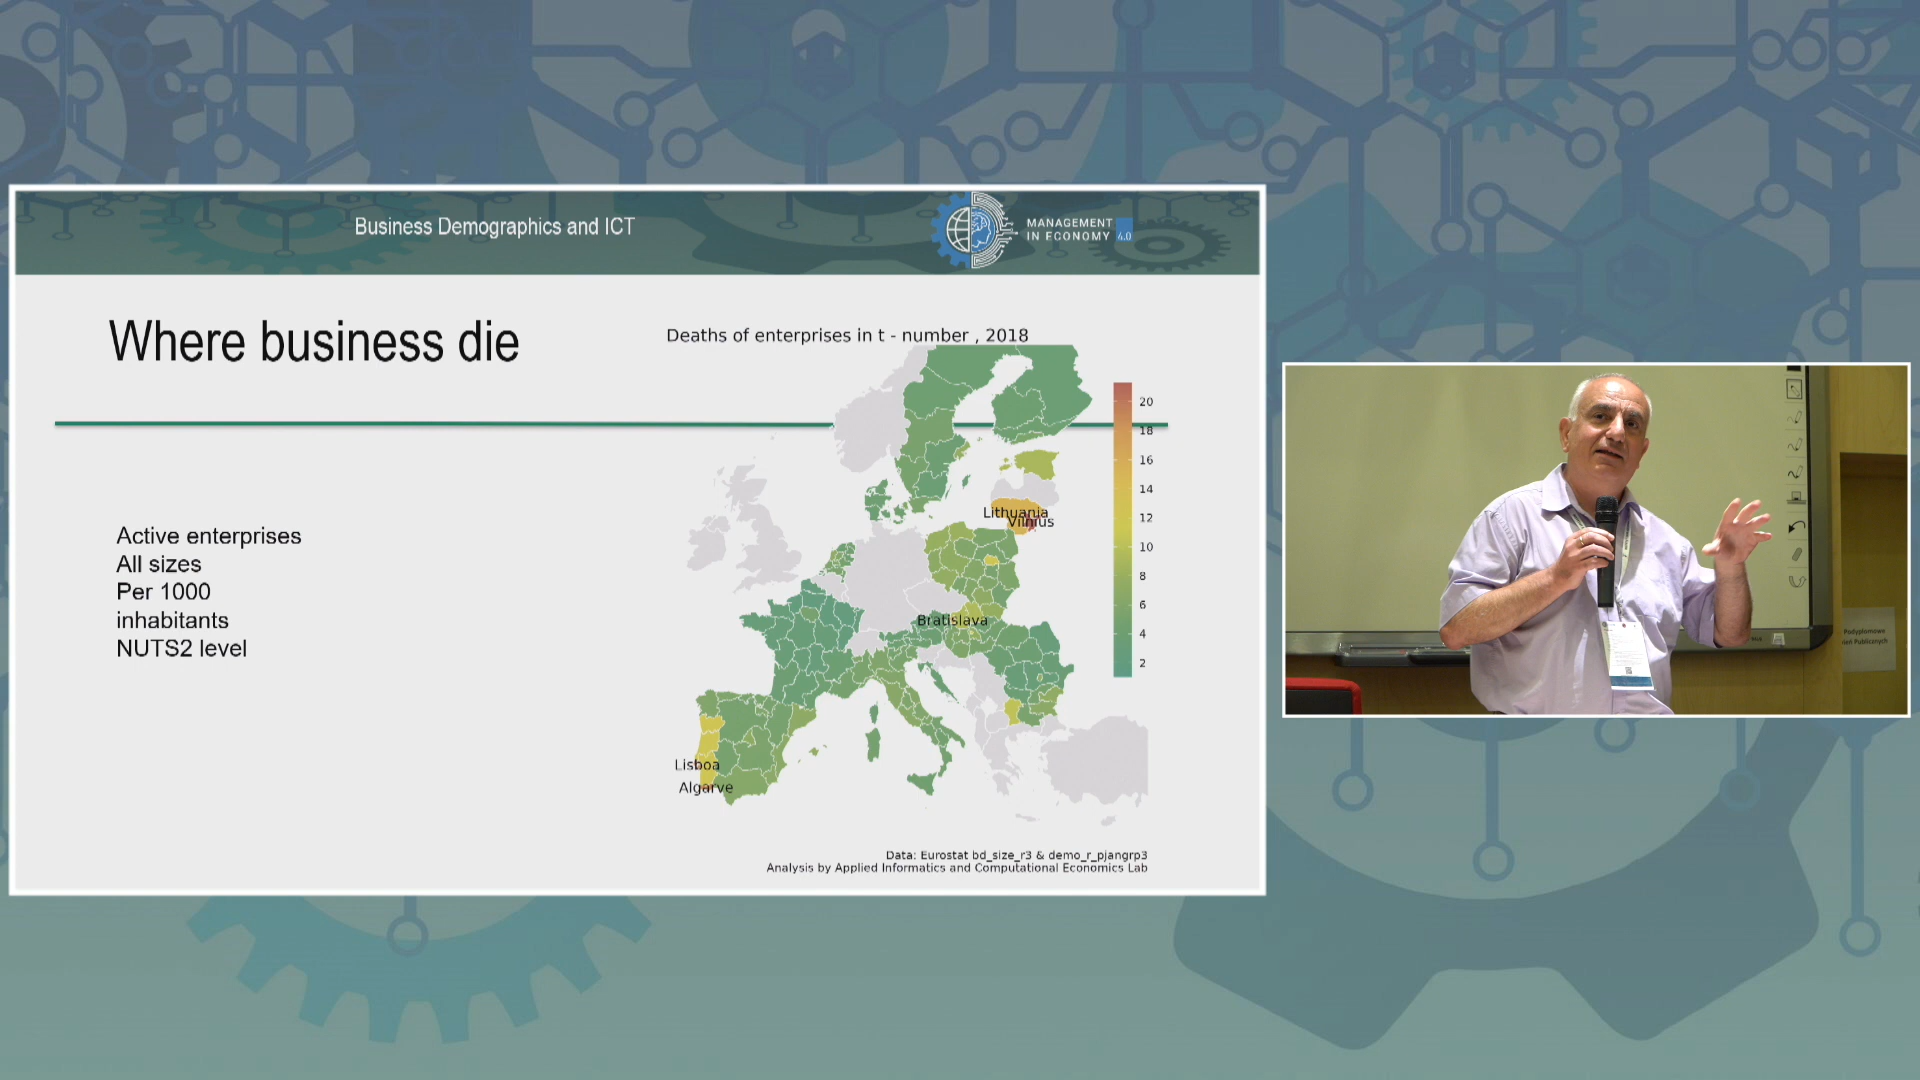 Business Demographics and ICT
MANAGEMENT
IN ECONOMY 4.0
Where business die
Deaths of enterprises in t - number , 2018
Active enterprises
All sizes
Per 1000
inhabitants
NUTS2 level
20
18
16
14
12
10
8
6
4
2
Lithuania
Vilnius
Bratislava
Lisboa
Algarve
Data: Eurostat bd_size_r3 & demo_r_pjangrp3
Analysis by Applied Informatics and Computational Economics Lab
Podyplomowe
Publicznych